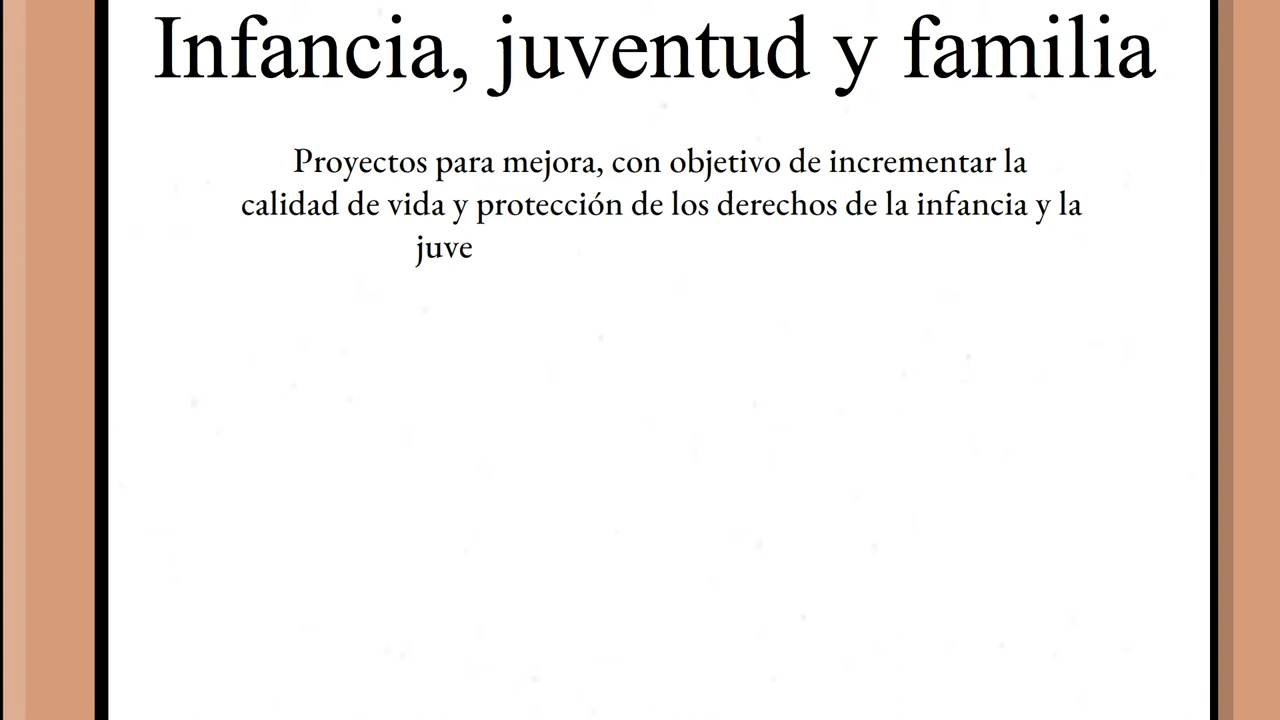 Infancia, juventud y familia
Proyectos para mejora, con objetivo de incrementar la
calidad de vida y protección de los derechos de la infancia y la
juve